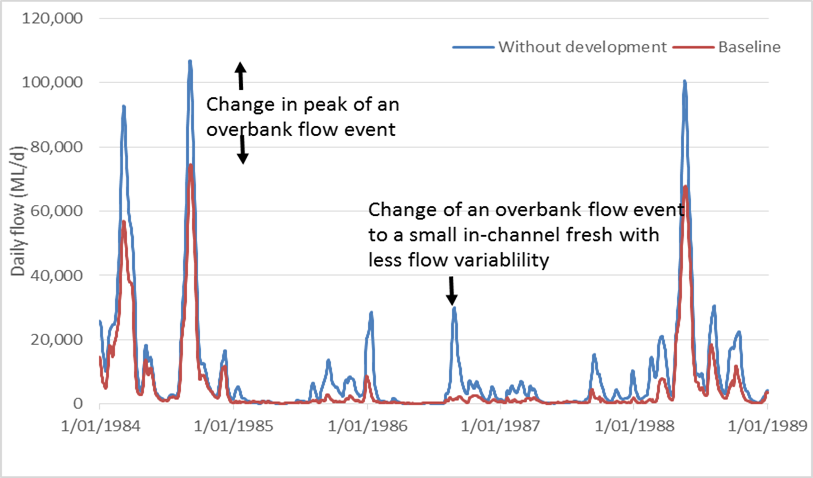 120,000
Without development
Baseline
100,000
Change in peak of an
overbank flow event
80,000
Daily flow (ML/d)
60,000
Change of an overbank flow event
to a small in-channel fresh with
less flow variablility
40,000
20,000
0
1/01/1984
1/01/1985
1/01/1986
1/01/1987
1/01/1988
1/01/1989